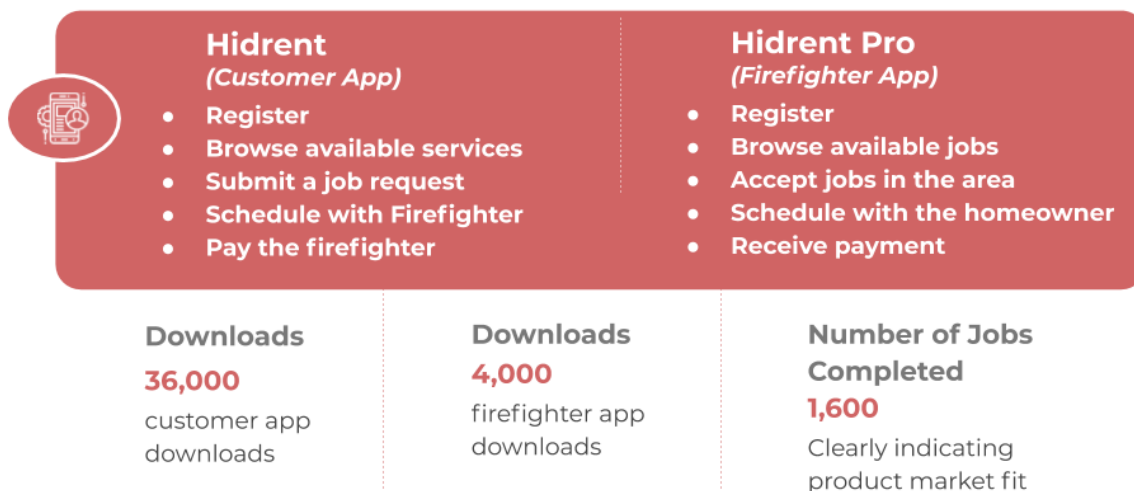 Hidrent
(Customer App)
● Register
● Browse available services
● Submit a job request
● Schedule with Firefighter
● Pay the firefighter
Hidrent Pro
(Firefighter App)
● Register
● Browse available jobs
● Accept jobs in the area
● Schedule with the homeowner
● Receive payment
Downloads
36,000
customer app
downloads
Downloads
4,000
firefighter app
downloads
Number of Jobs
Completed
1,600
Clearly indicating
product market fit